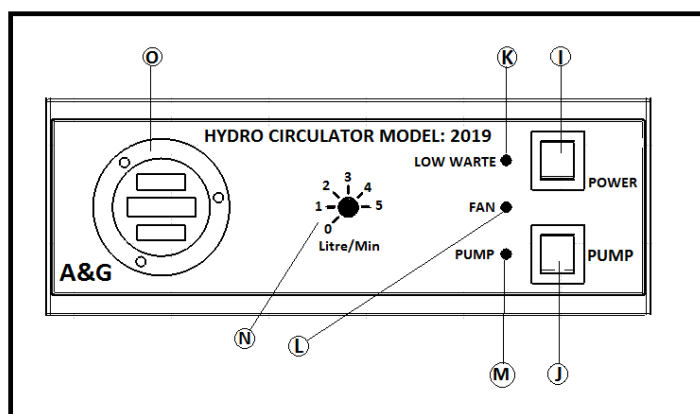 O
K
I
HYDRO CIRCULATOR MODEL: 2019
LOW WARTE
POWER
0 1 2 3 4 5
Litre/Min
FAN
PUMP
PUMP
A&G
N
L
M
J